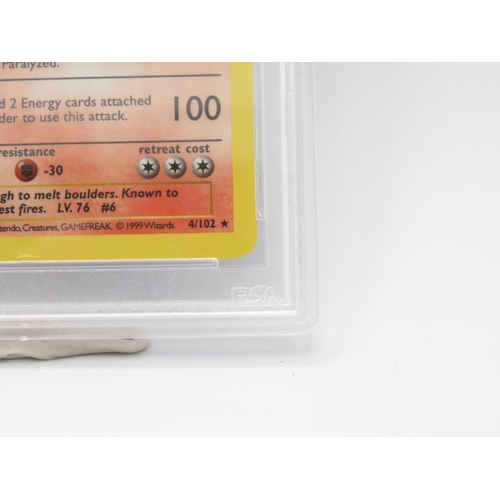 Paralyzed.
d 2 Energy cards attached
der to use this attack.
100
resistance
retreat cost
-30
gh to melt boulders. Known to
est fires. LV. 76 #6
ntendo, Creatures, GAMEFREAK. © 1999 Wizards. 4/102 ★
PSA